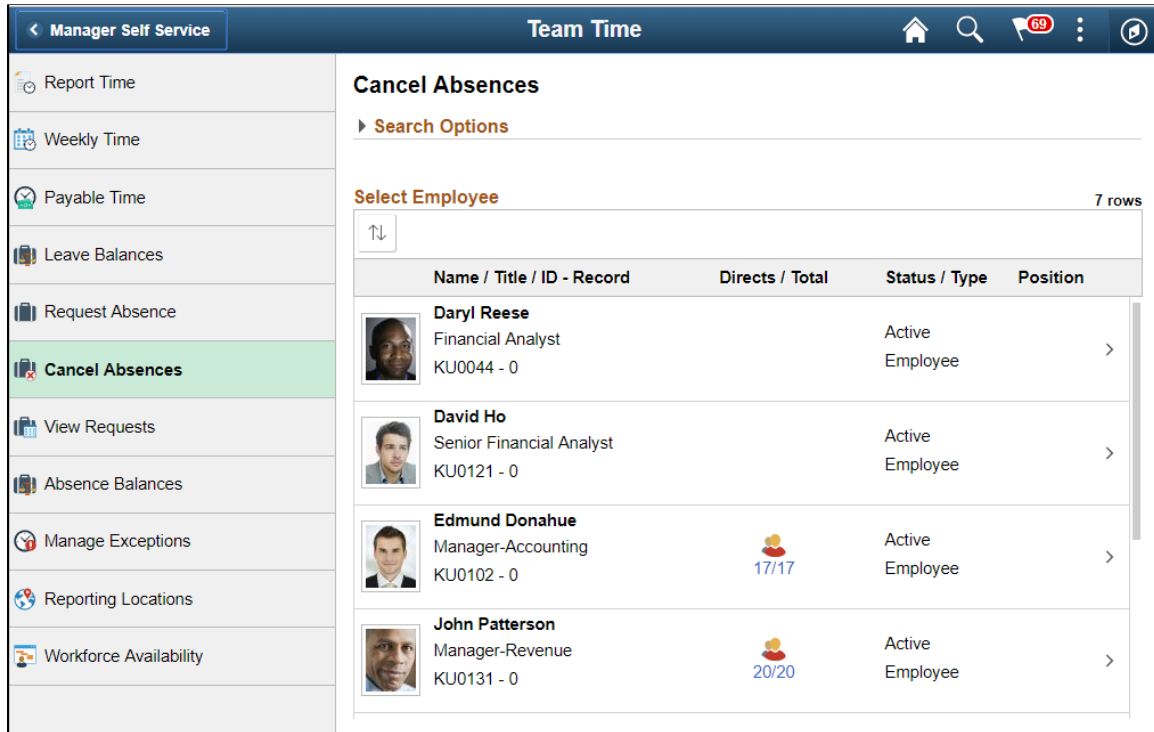 Manager Self Service
Team Time
69
Report Time
Weekly Time
Payable Time
Leave Balances
Request Absence
Cancel Absences
View Requests
Absence Balances
Manage Exceptions
Reporting Locations
Workforce Availability
Cancel Absences
Search Options
Select Employee
7 rows
Name / Title / ID - Record Directs / Total Status / Type Position
Daryl Reese
Financial Analyst
KU0044 - 0
Active
Employee
David Ho
Senior Financial Analyst
KU0121 - 0
Active
Employee
Edmund Donahue
Manager-Accounting
KU0102 - 0
17/17
Active
Employee
John Patterson
Manager-Revenue
KU0131 - 0
20/20
Active
Employee